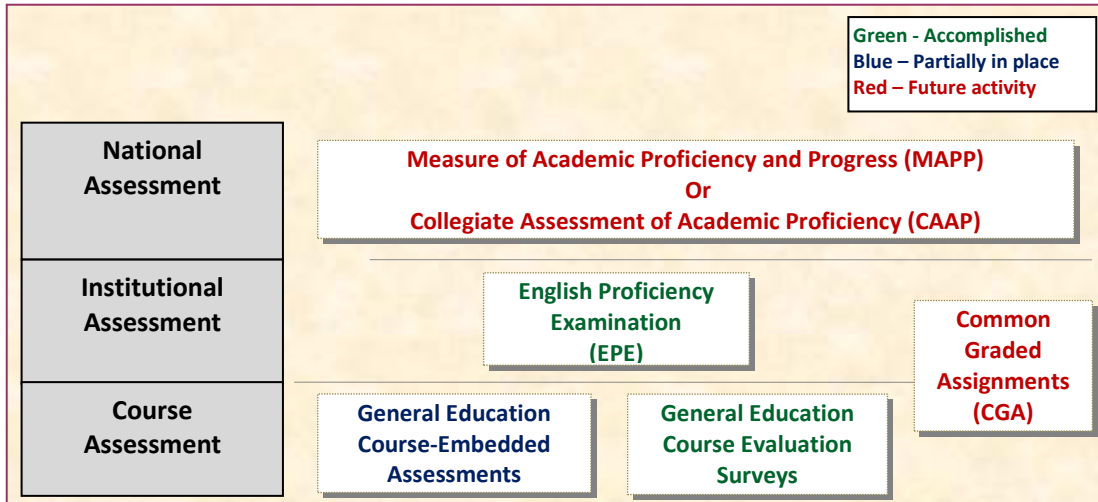 Green - Accomplished
Blue – Partially in place
Red – Future activity
National
Assessment
Measure of Academic Proficiency and Progress (MAPP)
Or
Collegiate Assessment of Academic Proficiency (CAAP)
Institutional
Assessment
English Proficiency
Examination
(EPE)
Common
Graded
Assignments
(CGA)
Course
Assessment
General Education
Course-Embedded
Assessments
General Education
Course Evaluation
Surveys